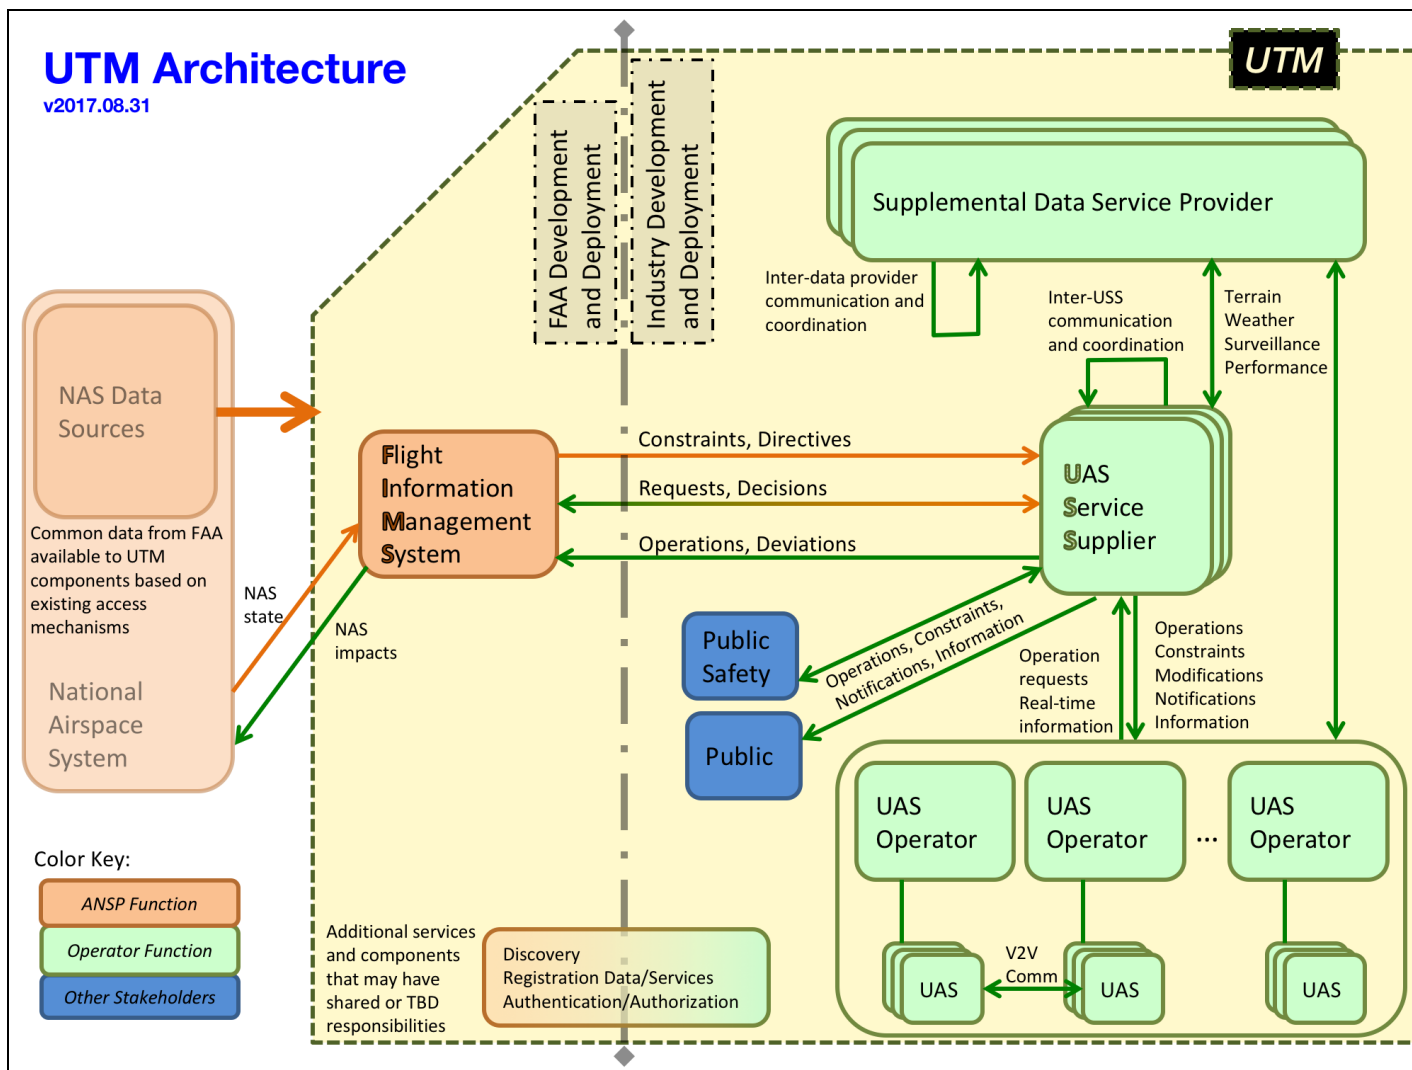 UTM Architecture
v2017.08.31
UTM
FAA Development
and Deployment
Industry Development
and Deployment
Supplemental Data Service Provider
Inter-data provider
communication and
coordination
Inter-USS
communication
and coordination
Terrain
Weather
Surveillance
Performance
NAS Data
Sources
Common data from FAA
available to UTM
components based on
existing access
mechanisms
National
Airspace
System
NAS
state
NAS
impacts
Flight
Information
Management
System
Constraints, Directives
Requests, Decisions
Operations, Deviations
UAS
Service
Supplier
Public
Safety
Public
Operations, Constraints,
Notifications, Information
Operation
requests
Real-time
information
Operations
Constraints
Modifications
Notifications
Information
UAS
Operator
UAS
Operator
...
UAS
Operator
UAS
V2V
Comm
UAS
UAS
Color Key:
ANSP Function
Operator Function
Other Stakeholders
Additional services
and components
that may have
shared or TBD
responsibilities
Discovery
Registration Data/Services
Authentication/Authorization